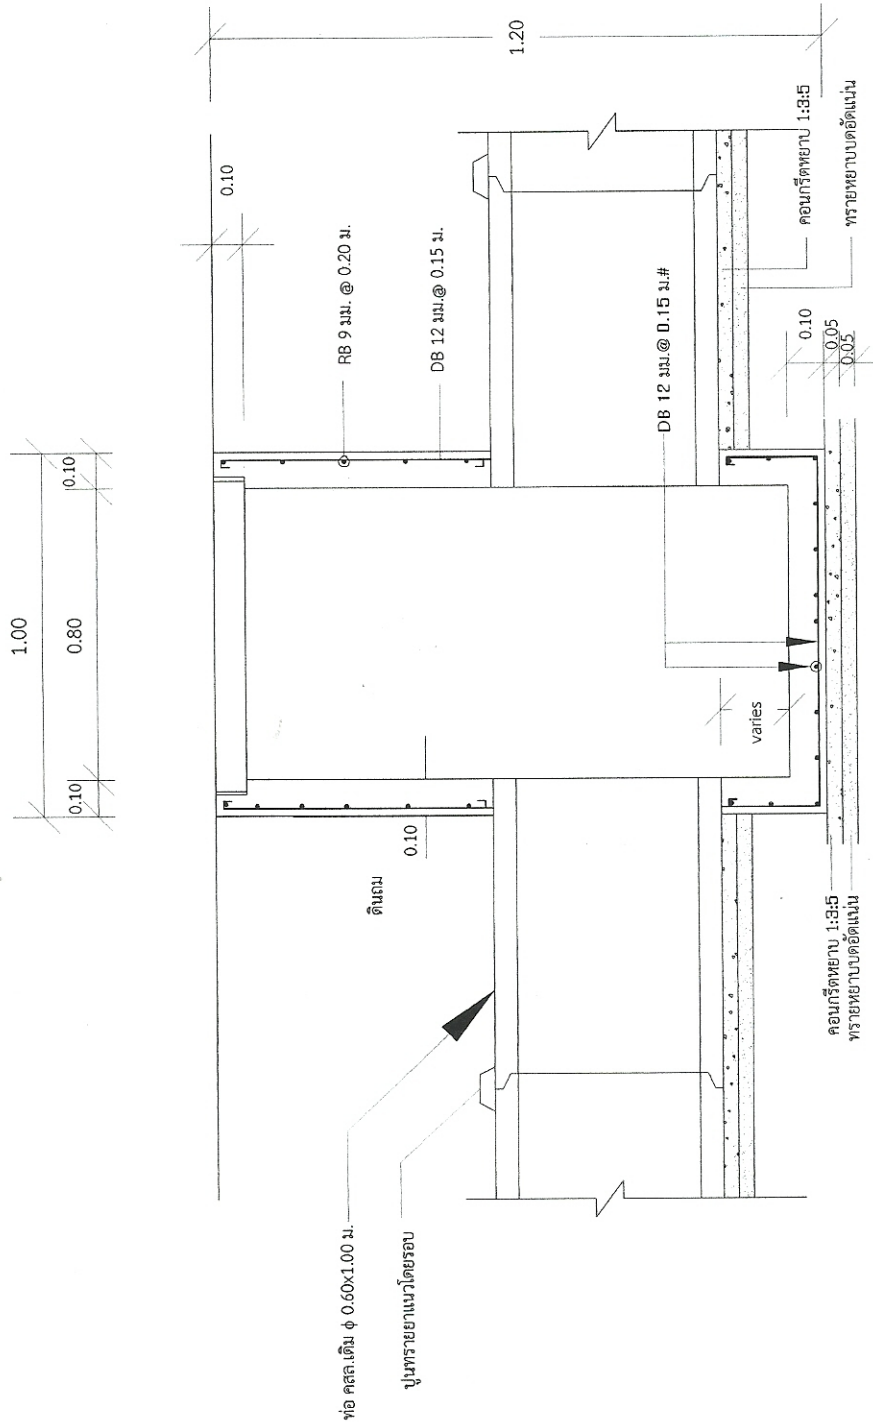 1.00
0.10
0.80
0.10
1.20
0.10
RB 9 มม. @ 0.20 ม.
DB 12 มม.@ 0.15 ม.
0.10
ดินถม
ท่อ คสล.เดิม ϕ 0.60x1.00 ม.
ปูนทรายยาแนวโดยรอบ
DB 12 มม.@ 0.15 ม.#
varies
0.10
0.05
0.05
คอนกรีตหยาบ 1:3:5
ทรายหยาบบดอัดแน่น
คอนกรีตหยาบ 1:3:5
ทรายหยาบบดอัดแน่น